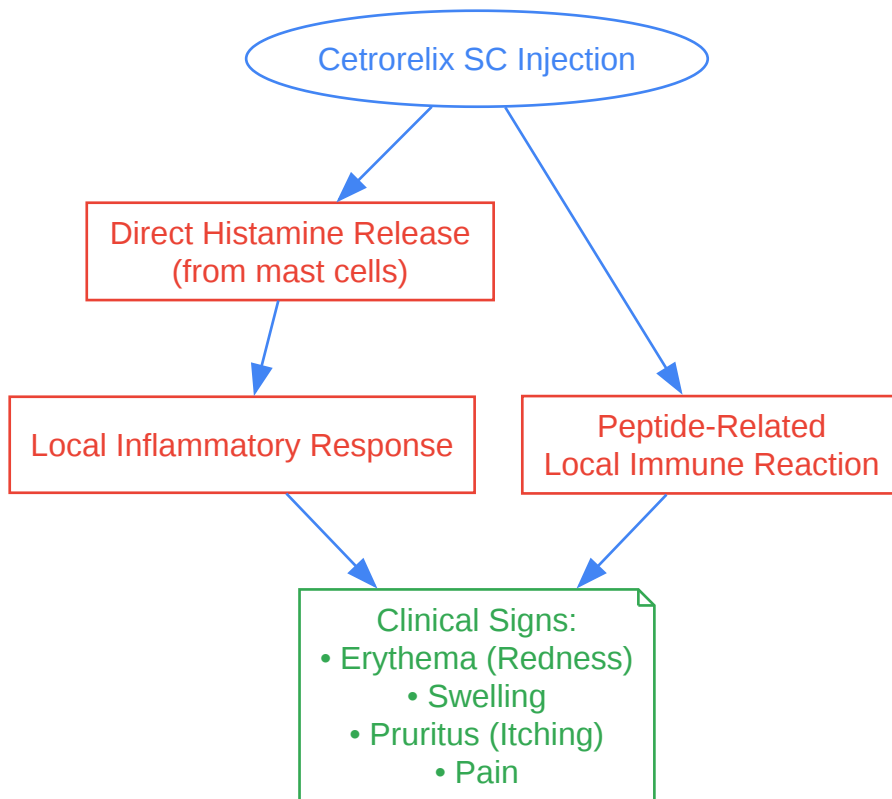 Cetrorelix SC Injection
Direct Histamine Release
(from mast cells)
Local Inflammatory Response
Peptide-Related
Local Immune Reaction
Clinical Signs:
• Erythema (Redness)
• Swelling
• Pruritus (Itching)
• Pain